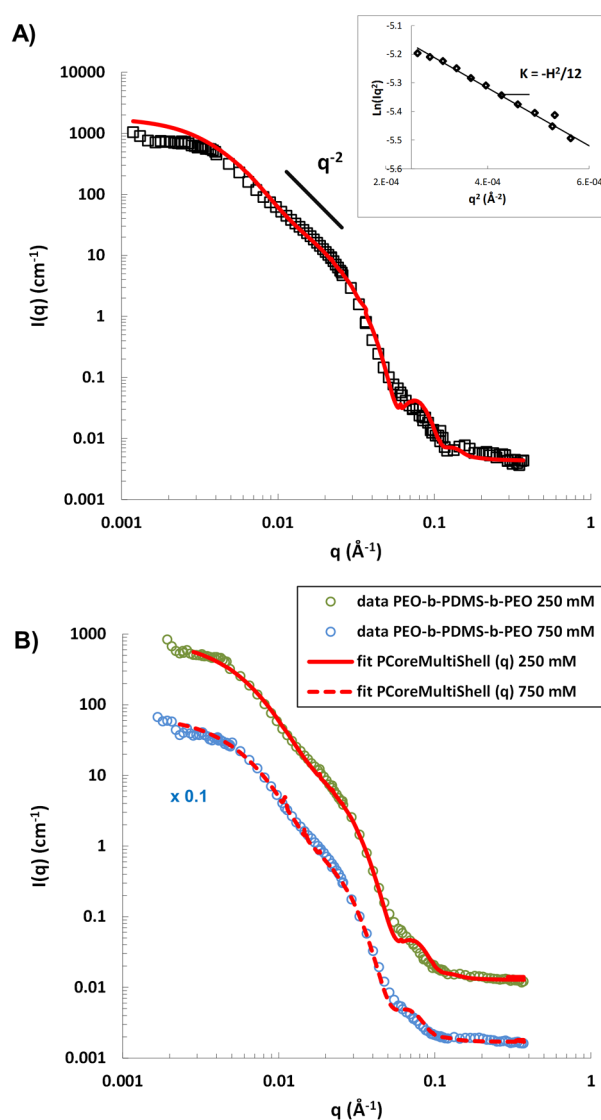 A)
10000
1000
100
10
1
0.1
0.01
0.001
I(q) (cm⁻¹)
0.001
0.01
0.1
1
q (Å⁻¹)
q⁻²
-5.1
-5.2
-5.3
-5.4
-5.5
-5.6
Ln(Iq²)
K = -H²/12
2.E-04
4.E-04
6.E-04
q² (Å⁻²)
B)
data PEO-b-PDMS-b-PEO 250 mM
data PEO-b-PDMS-b-PEO 750 mM
fit PCoreMultiShell (q) 250 mM
fit PCoreMultiShell (q) 750 mM
1000
100
10
1
0.1
0.01
0.001
I(q) (cm⁻¹)
x 0.1
0.001
0.01
0.1
1
q (Å⁻¹)